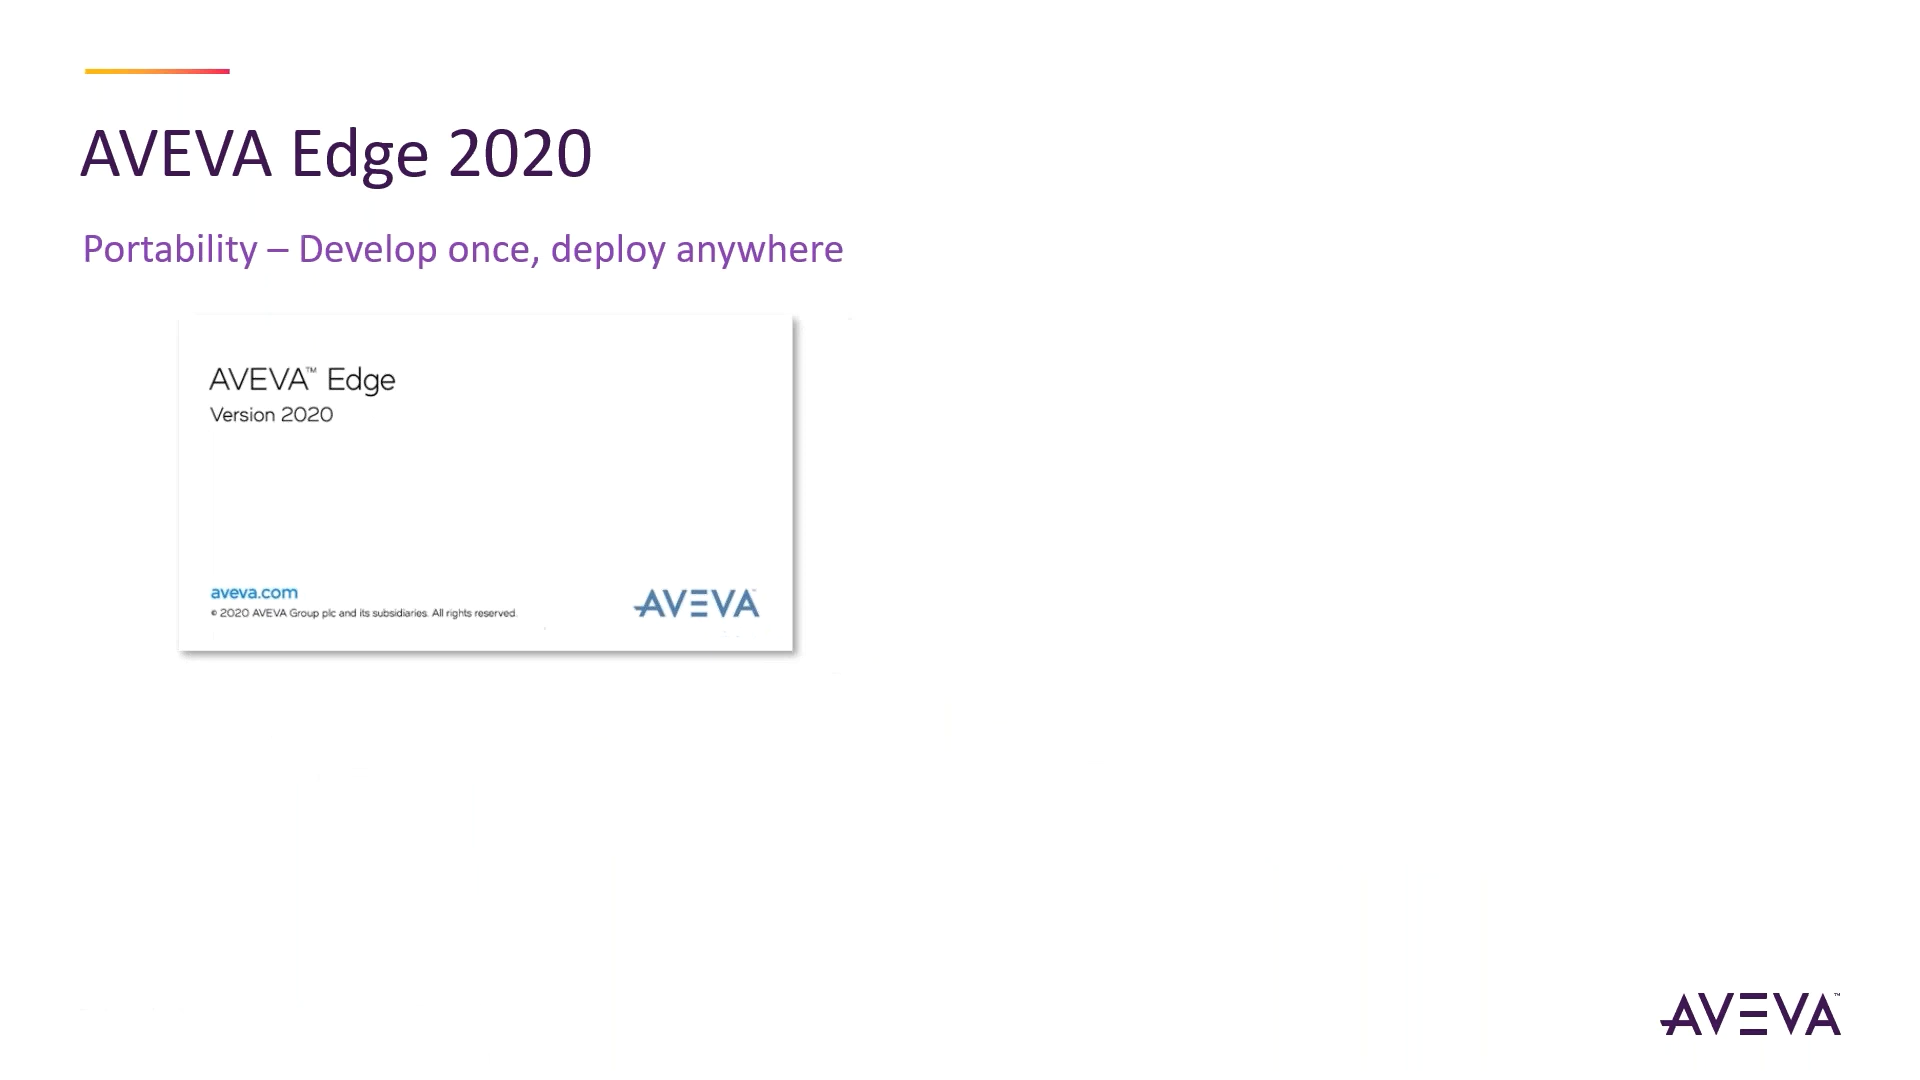 AVEVA Edge 2020
Portability – Develop once, deploy anywhere
AVEVA™ Edge
Version 2020
aveva.com
© 2020 AVEVA Group plc and its subsidiaries. All rights reserved.
AVEVA
AVEVA™